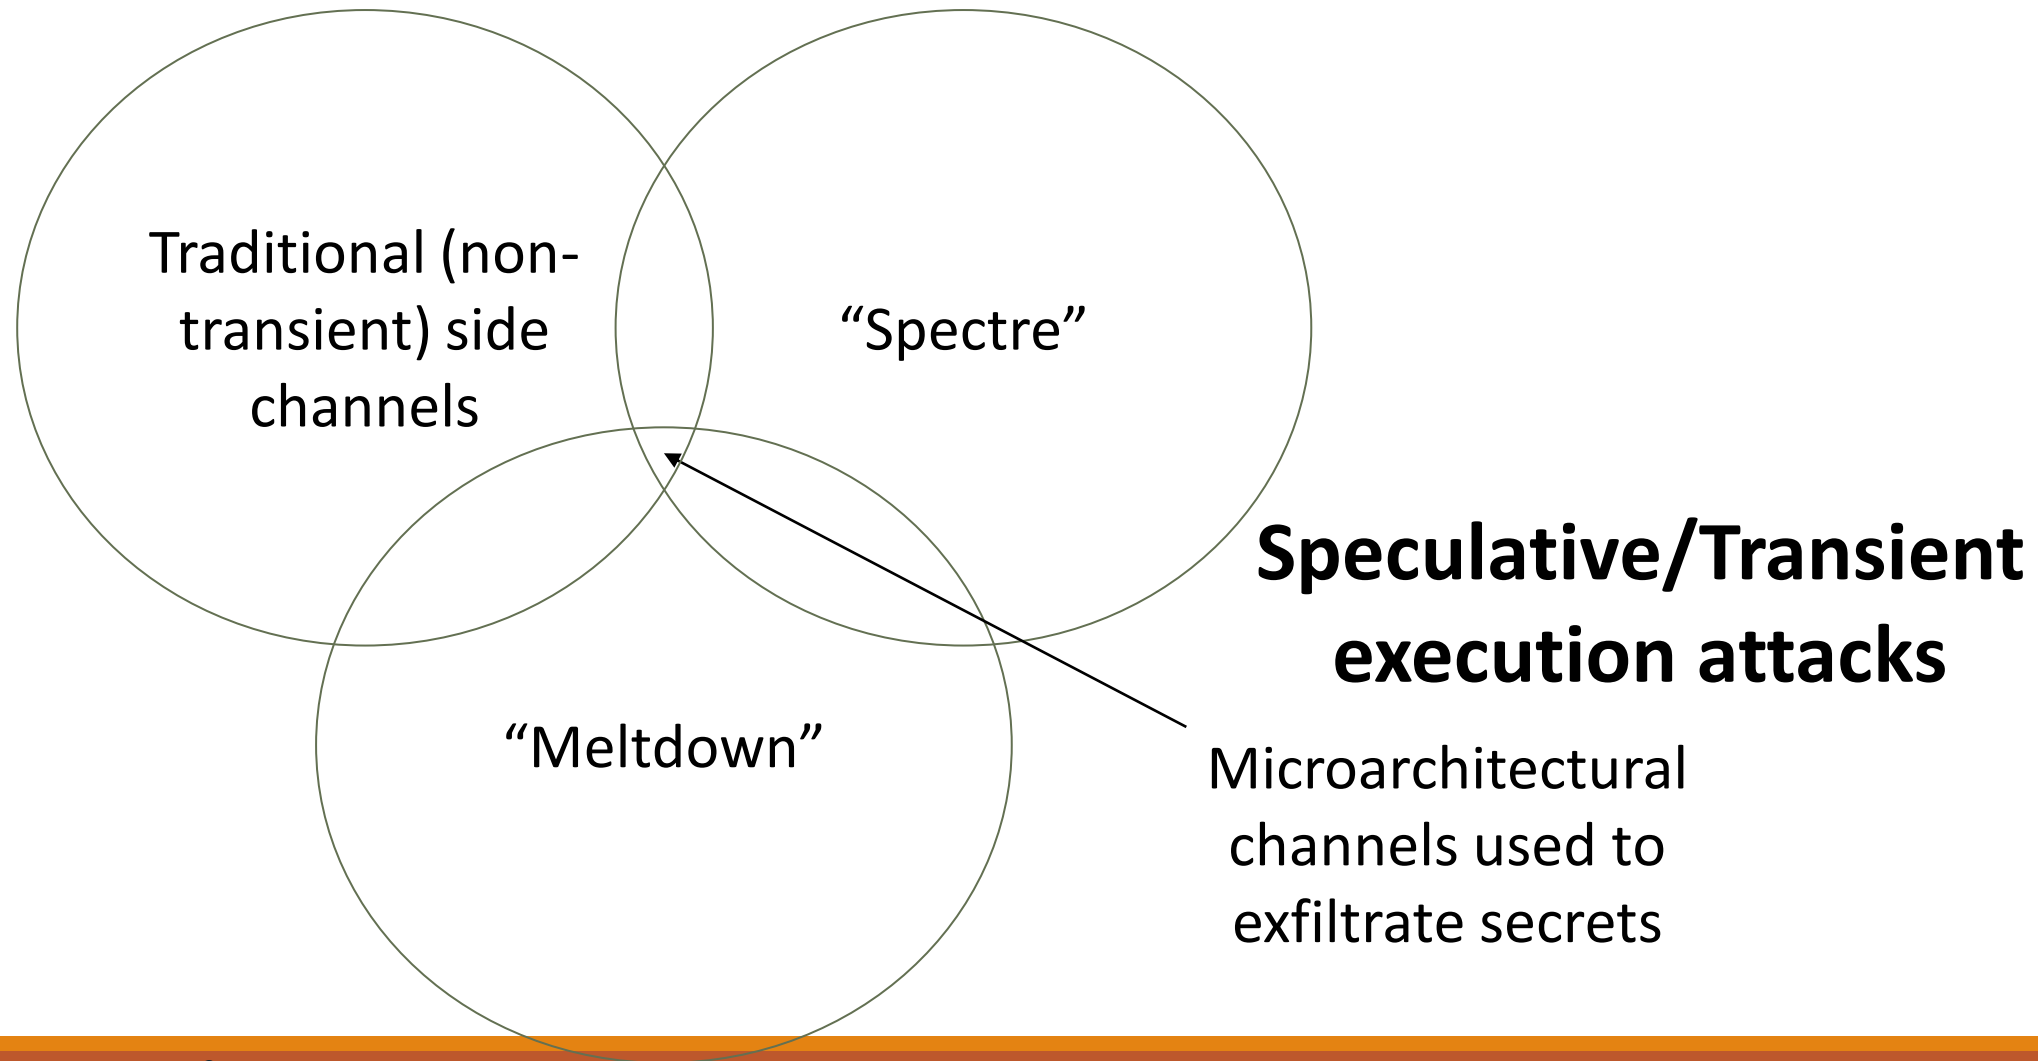 Traditional (non-
transient) side
channels
“Spectre”
“Meltdown”
Speculative/Transient
execution attacks
Microarchitectural
channels used to
exfiltrate secrets